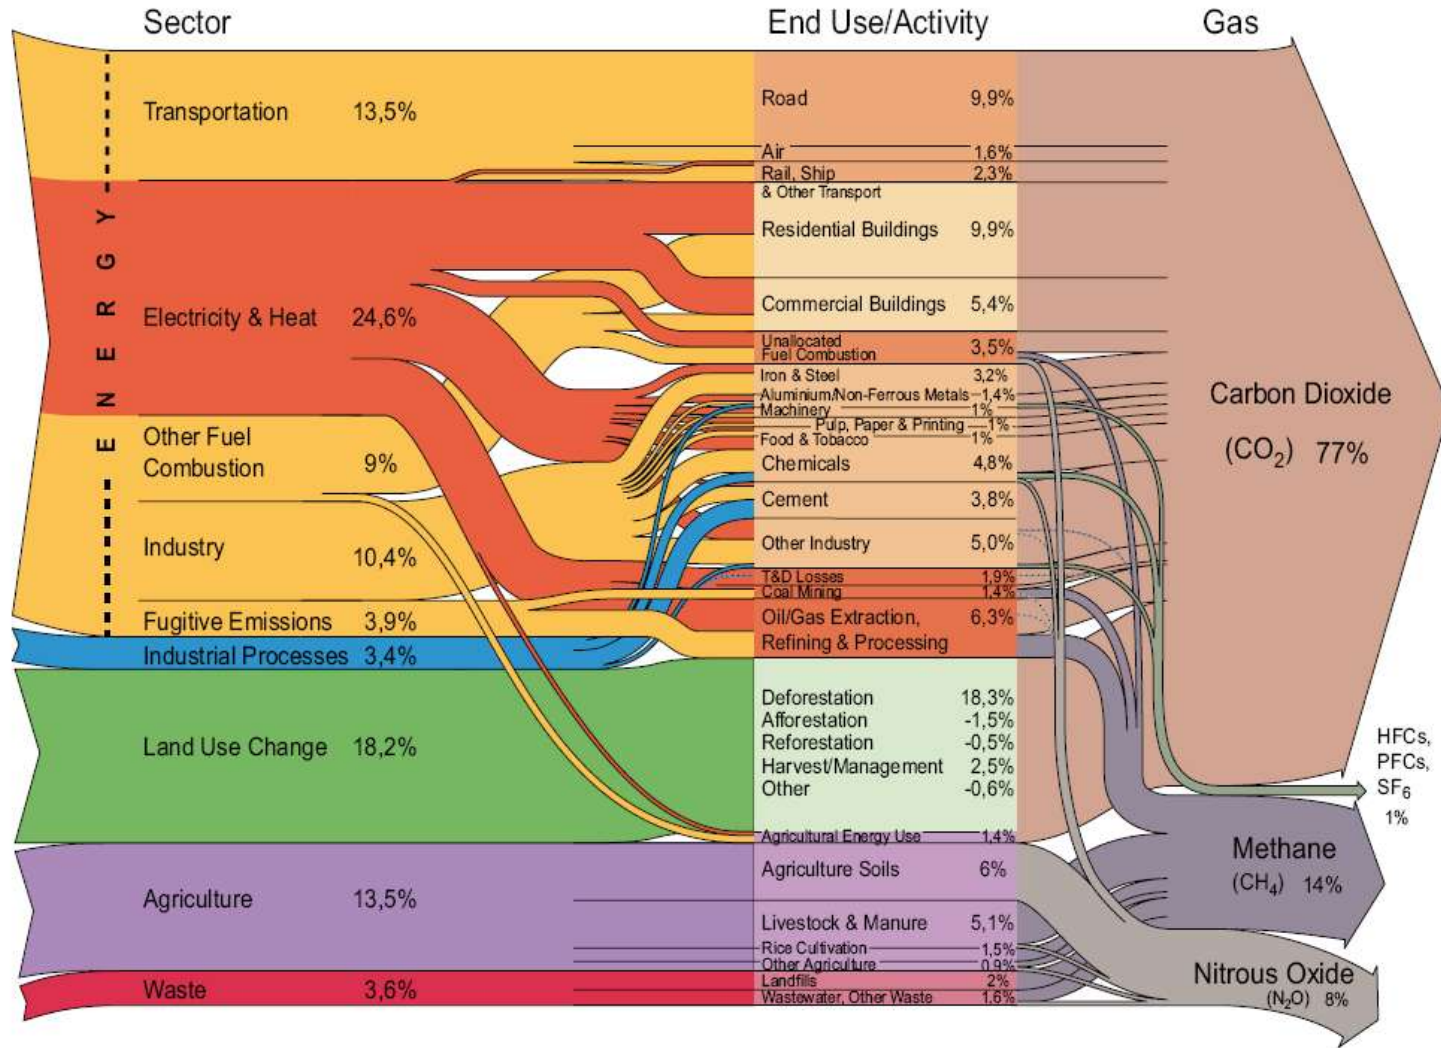 Sector
End Use/Activity
Gas
ENERGY
Transportation 13,5%
Electricity & Heat 24,6%
Other Fuel
Combustion 9%
Industry 10,4%
Fugitive Emissions 3,9%
Industrial Processes 3,4%
Land Use Change 18,2%
Agriculture 13,5%
Waste 3,6%
Road 9,9%
Air 1,6%
Rail, Ship 2,3%
& Other Transport
Residential Buildings 9,9%
Commercial Buildings 5,4%
Unallocated
Fuel Combustion 3,5%
Iron & Steel 3,2%
Aluminium/Non-Ferrous Metals 1,4%
Machinery 1%
Pulp, Paper & Printing 1%
Food & Tobacco 1%
Chemicals 4,8%
Cement 3,8%
Other Industry 5,0%
T&D Losses 1,9%
Coal Mining 1,4%
Oil/Gas Extraction, 6,3%
Refining & Processing
Deforestation 18,3%
Afforestation -1,5%
Reforestation -0,5%
Harvest/Management 2,5%
Other -0,6%
Agricultural Energy Use 1,4%
Agriculture Soils 6%
Livestock & Manure 5,1%
Rice Cultivation 1,5%
Other Agriculture 0,9%
Landfills 2%
Wastewater, Other Waste 1,6%
Carbon Dioxide
(CO₂) 77%
HFCs,
PFCs,
SF₆
1%
Methane
(CH₄) 14%
Nitrous Oxide
(N₂O) 8%